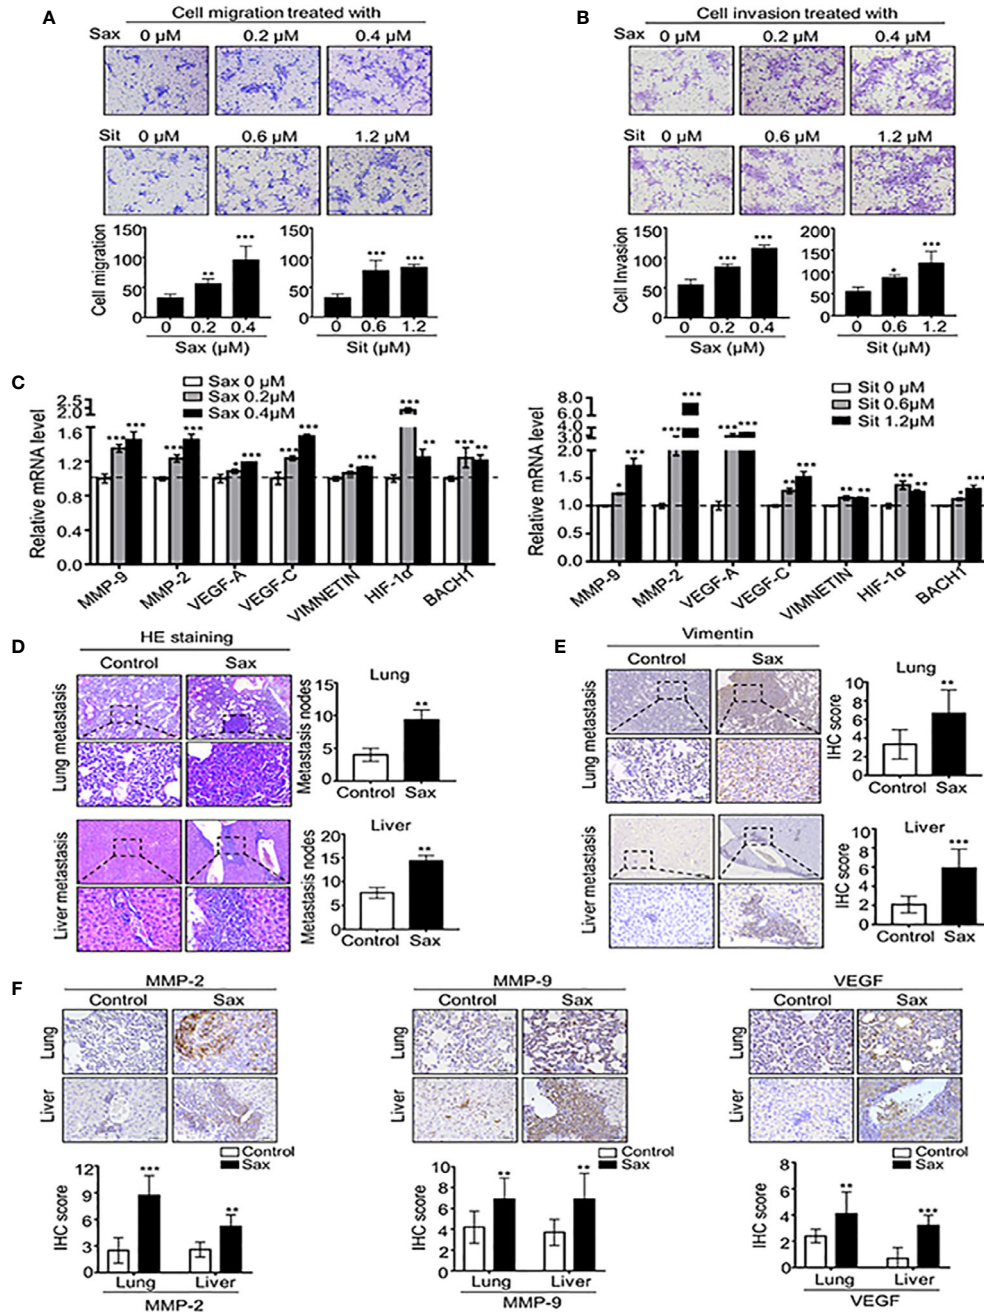 A
Cell migration treated with
Sax 0 µM 0.2 µM 0.4 µM
Sit 0 µM 0.6 µM 1.2 µM
Cell migration
150
100
50
0
0 0.2 0.4
Sax (µM)
150
100
50
0
0 0.6 1.2
Sit (µM)
** *** *** ***
B
Cell invasion treated with
Sax 0 µM 0.2 µM 0.4 µM
Sit 0 µM 0.6 µM 1.2 µM
Cell Invasion
150
100
50
0
0 0.2 0.4
Sax (µM)
200
150
100
50
0
0 0.6 1.2
Sit (µM)
*** *** * ***
C
Relative mRNA level
2.5
2.0
1.6
1.2
0.8
0.4
0.0
Sax 0 µM
Sax 0.2µM
Sax 0.4µM
*** *** *** *** * *** *** *** * *** *** ** *** **
MMP-9 MMP-2 VEGF-A VEGF-C VIMNETIN HIF-1α BACH1
Relative mRNA level
8.0
6.0
4.0
3.0
2.0
1.5
1.0
0.5
0.0
Sit 0 µM
Sit 0.6µM
Sit 1.2µM
* *** *** *** *** *** ** *** ** ** *** ** * ***
MMP-9 MMP-2 VEGF-A VEGF-C VIMNETIN HIF-1α BACH1
D
HE staining
Control Sax
Lung metastasis
Liver metastasis
Lung
Metastasis nodes
15
10
5
0
**
Control Sax
Liver
Metastasis nodes
20
15
10
5
0
**
Control Sax
E
Vimentin
Control Sax
Lung metastasis
Liver metastasis
Lung
IHC score
10
8
6
4
2
0
**
Control Sax
Liver
IHC score
10
8
6
4
2
0
***
Control Sax
F
MMP-2
Control Sax
Lung
Liver
Control
Sax
IHC score
12
9
6
3
0
*** **
Lung Liver
MMP-2
MMP-9
Control Sax
Lung
Liver
Control
Sax
IHC score
10
8
6
4
2
0
** **
Lung Liver
MMP-9
VEGF
Control Sax
Lung
Liver
Control
Sax
IHC score
8
6
4
2
0
** ***
Lung Liver
VEGF